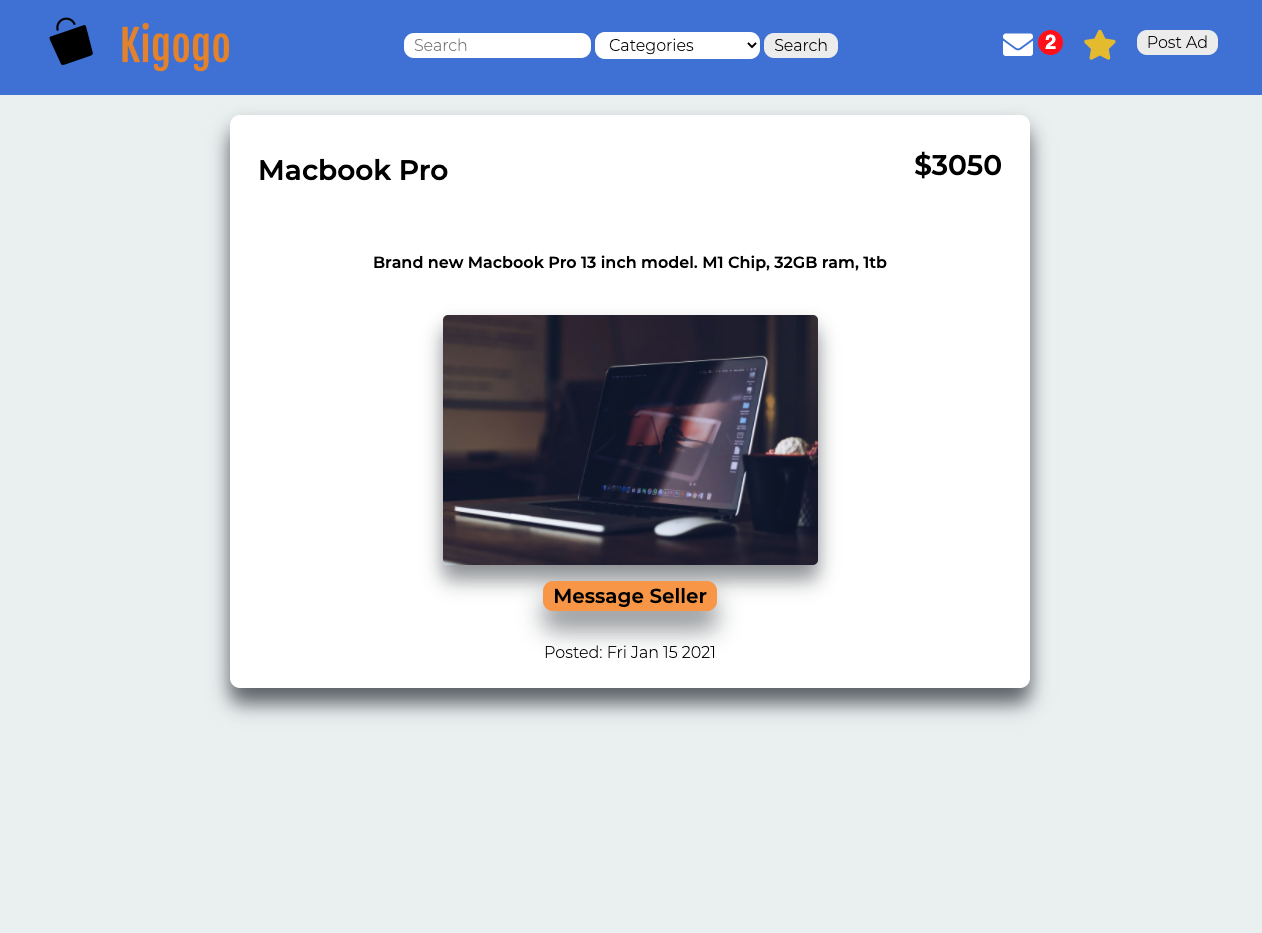 Kigogo
Search
Categories
Search
2
Post Ad
Macbook Pro
$3050
Brand new Macbook Pro 13 inch model. M1 Chip, 32GB ram, 1tb
Message Seller
Posted: Fri Jan 15 2021